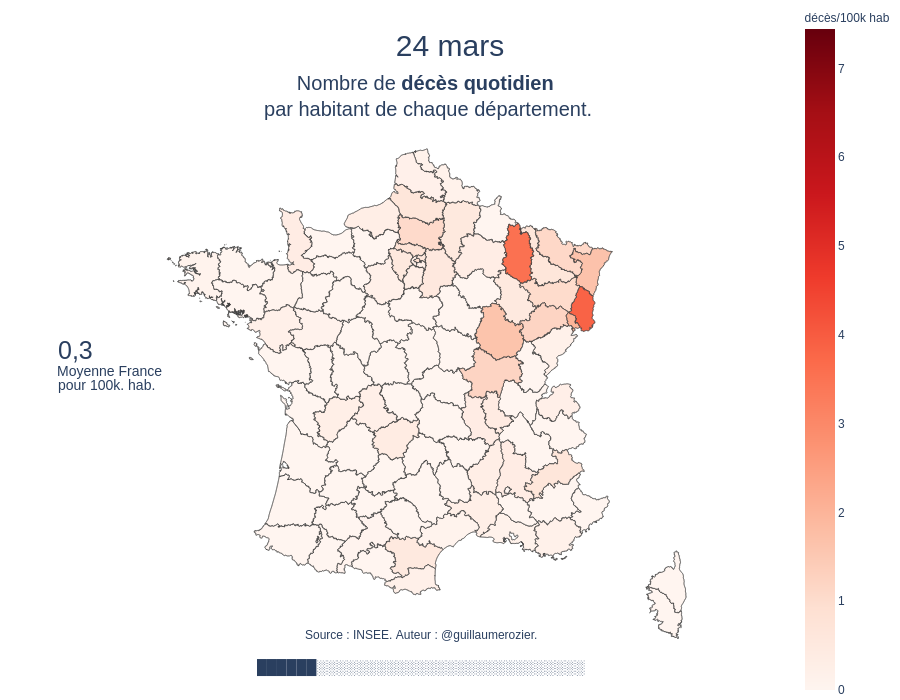 décès/100k hab
24 mars
Nombre de décès quotidien
par habitant de chaque département.
7
6
5
4
3
2
1
0
0,3
Moyenne France
pour 100k. hab.
Source : INSEE. Auteur : @guillaumerozier.